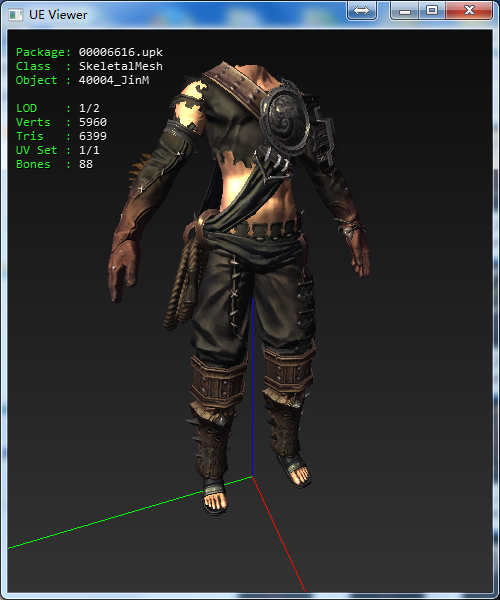 UE Viewer
Package: 00006616.upk
Class : SkeletalMesh
Object : 40004_JinM
LOD : 1/2
Verts : 5960
Tris : 6399
UV Set : 1/1
Bones : 88